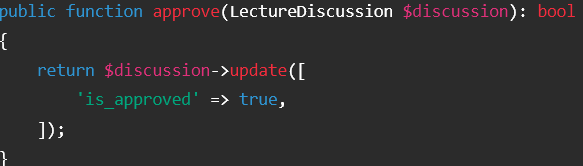 public function approve(LectureDiscussion $discussion): bool
{
    return $discussion->update([
        'is_approved' => true,
    ]);
}